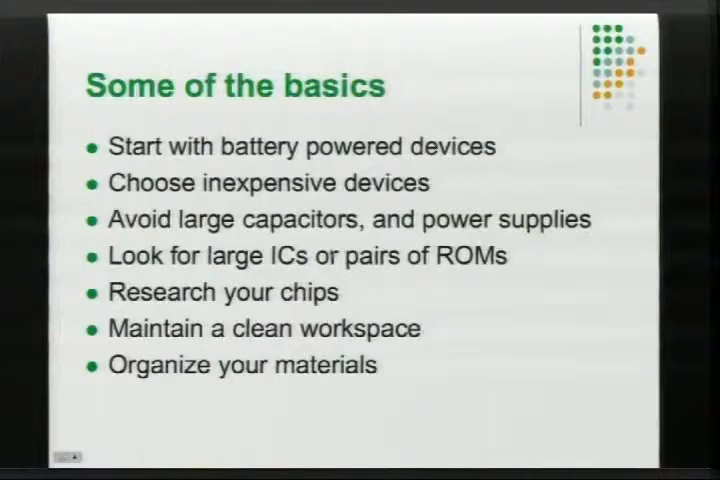 Some of the basics
Start with battery powered devices
Choose inexpensive devices
Avoid large capacitors, and power supplies
Look for large ICs or pairs of ROMs
Research your chips
Maintain a clean workspace
Organize your materials